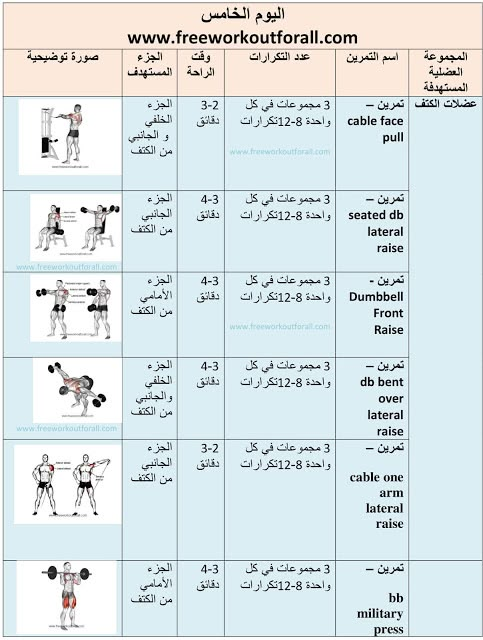 اليوم الخامس
www.freeworkoutforall.com
المجموعة العضلية المستهدفة
اسم التمرين
عدد التكرارات
وقت الراحة
الجزء المستهدف
صورة توضيحية
عضلات الكتف
تمرين –
cable face
pull
3 مجموعات في كل
واحدة 8-12تكرارات
www.freeworkoutforall.com
2-3
دقائق
الجزء
الخلفي
و الجانبي
من الكتف
تمرين –
seated db
lateral
raise
3 مجموعات في كل
واحدة 8-12تكرارات
3-4
دقائق
الجزء
الجانبي
من الكتف
www.freeworkoutforall.com
تمرين -
Dumbbell
Front
Raise
3 مجموعات في كل
واحدة 8-12تكرارات
www.freeworkoutforall.com
3-4
دقائق
الجزء
الأمامي
من الكتف
تمرين –
db bent
over
lateral
raise
3 مجموعات في كل
واحدة 8-12تكرارات
3-4
دقائق
الجزء
الخلفي
والجانبي
من الكتف
www.freeworkoutforall.com
تمرين –
cable one
arm
lateral
raise
3 مجموعات في كل
واحدة 8-12تكرارات
2-3
دقائق
الجزء
الجانبي
من الكتف
تمرين –
bb
military
press
3 مجموعات في كل
واحدة 8-12تكرارات
3-4
دقائق
الجزء
الأمامي
من الكتف